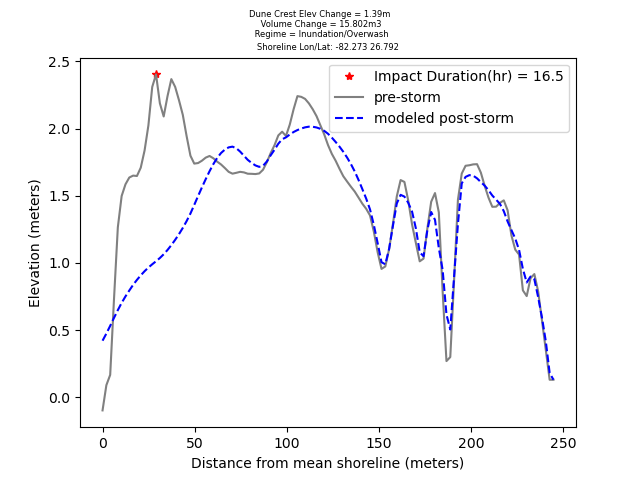 Dune Crest Elev Change = 1.39m
Volume Change = 15.802m3
Regime = Inundation/Overwash
Shoreline Lon/Lat: -82.273 26.792
Impact Duration(hr) = 16.5
pre-storm
modeled post-storm
Elevation (meters)
2.5
2.0
1.5
1.0
0.5
0.0
0 50 100 150 200 250
Distance from mean shoreline (meters)